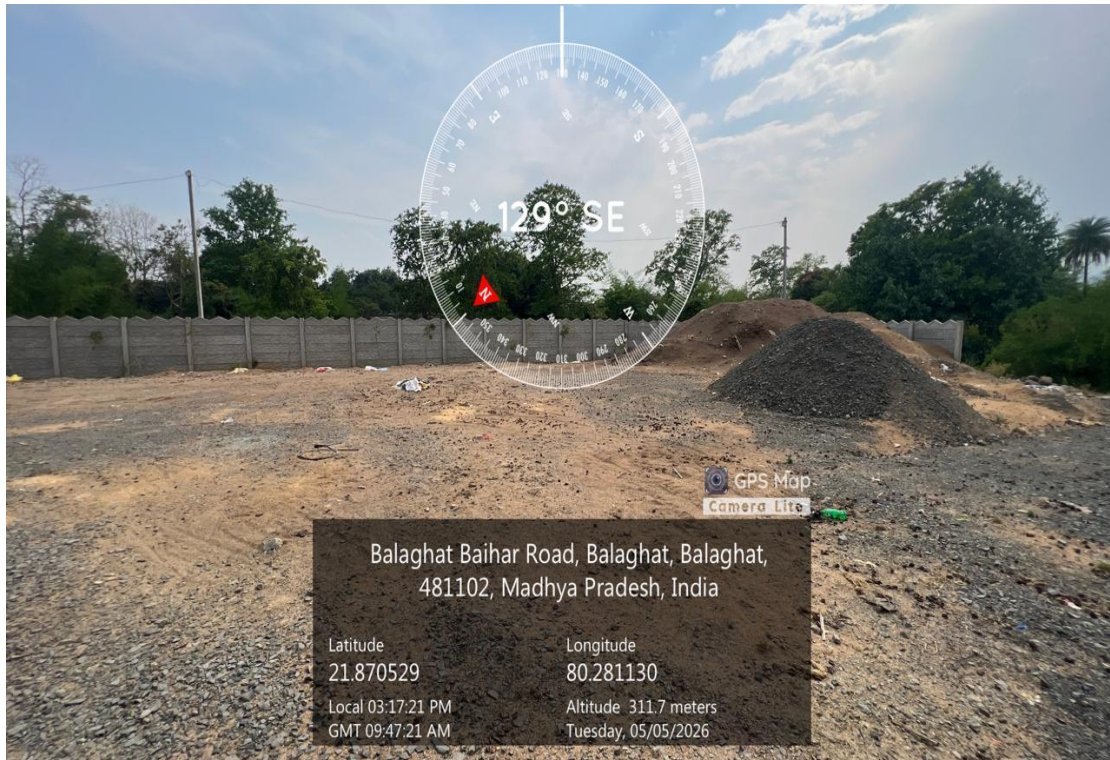 129° SE
N
GPS Map
Camera Lite
Balaghat Baihar Road, Balaghat, Balaghat,
481102, Madhya Pradesh, India
Latitude
21.870529
Longitude
80.281130
Local 03:17:21 PM
GMT 09:47:21 AM
Altitude 311.7 meters
Tuesday, 05/05/2026